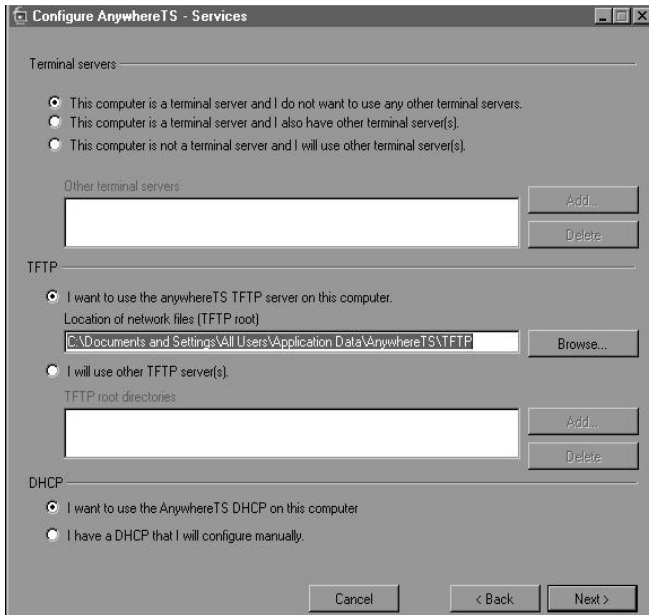 Configure AnywhereTS - Services
Terminal servers
This computer is a terminal server and I do not want to use any other terminal servers.
This computer is a terminal server and I also have other terminal server(s).
This computer is not a terminal server and I will use other terminal server(s).
Other terminal servers
Add...
Delete
TFTP
I want to use the anywhereTS TFTP server on this computer.
Location of network files (TFTP root)
C:\Documents and Settings\All Users\Application Data\AnywhereTS\TFTP
Browse...
I will use other TFTP server(s).
TFTP root directories
Add...
Delete
DHCP
I want to use the AnywhereTS DHCP on this computer
I have a DHCP that I will configure manually.
Cancel
< Back
Next >